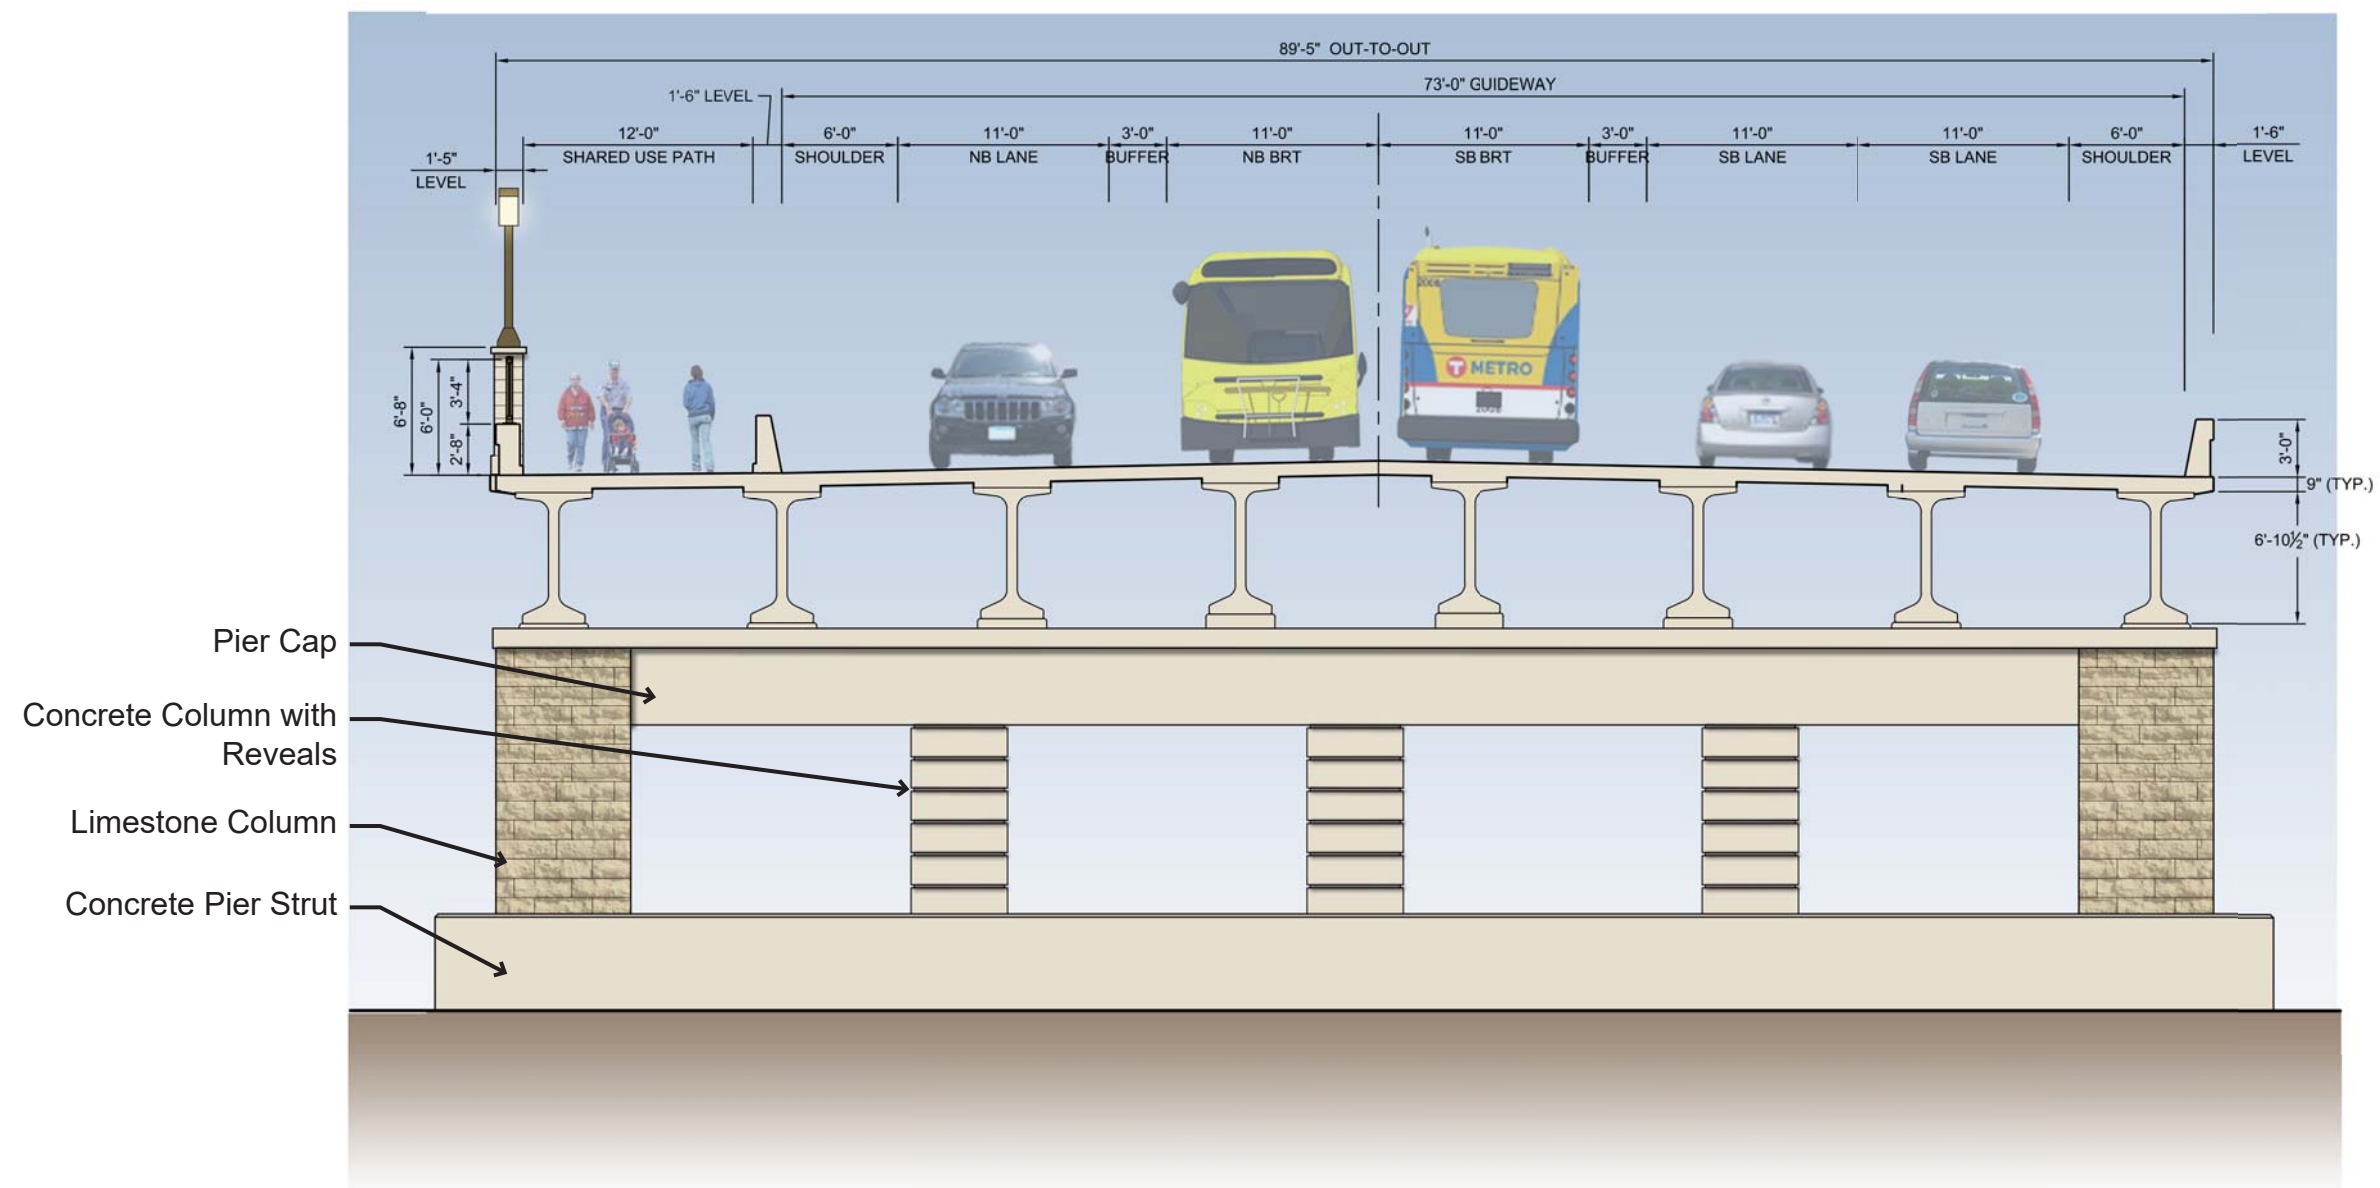 89'-5" OUT-TO-OUT
73'-0" GUIDEWAY
1'-6" LEVEL
12'-0"
6'-0"
11'-0"
3'-0"
11'-0"
11'-0"
3'-0"
11'-0"
11'-0"
6'-0"
1'-6"
1'-5"
SHARED USE PATH
SHOULDER
NB LANE
BUFFER
NB BRT
SB BRT
BUFFER
SB LANE
SB LANE
SHOULDER
LEVEL
LEVEL
2008
T METRO
2008
6'-8"
6'-0"
3'-4"
2'-8"
3'-0"
9" (TYP.)
6'-10½" (TYP.)
Pier Cap
Concrete Column with
Reveals
Limestone Column
Concrete Pier Strut